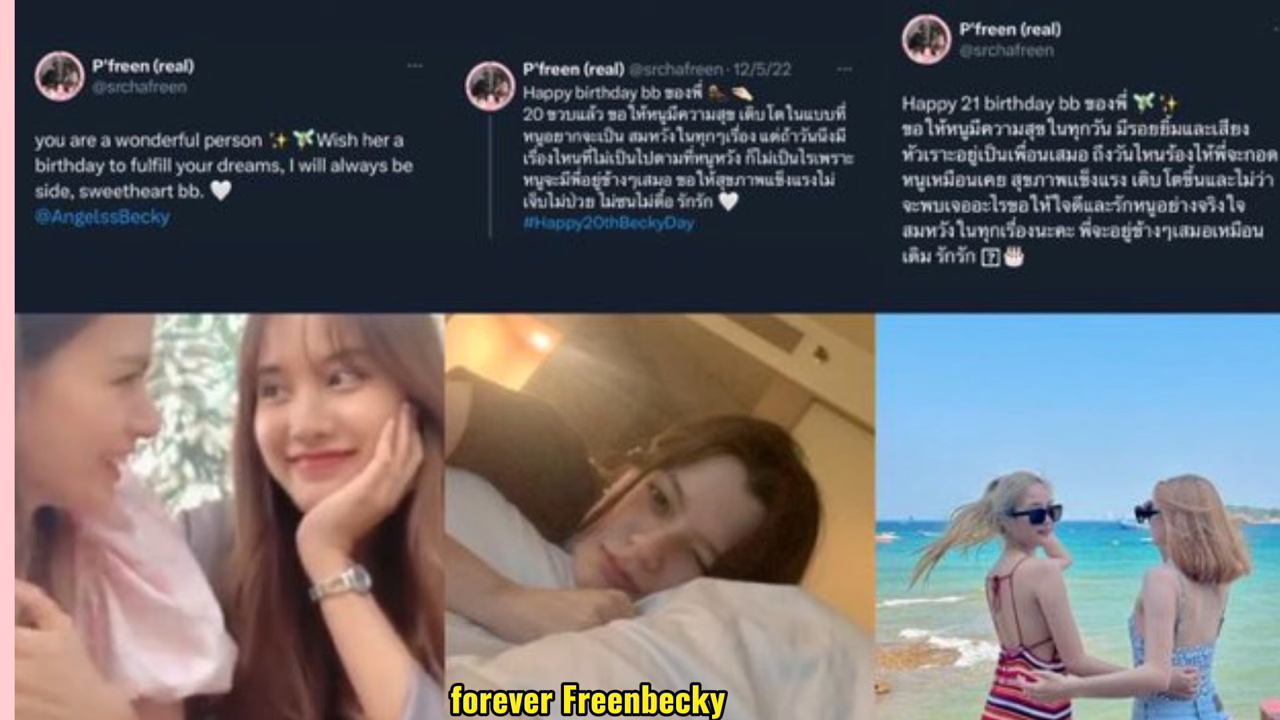 P'freen (real)
@srchafreen
you are a wonderful person ✨🕊️Wish her a
birthday to fulfill your dreams, I will always be
side, sweetheart bb. 🤍
@AngelssBecky
P'freen (real) @srchafreen · 12/5/22
Happy birthday bb ของพี่
20 ขวบแล้ว ขอให้หนูมีความสุข เติบโตในแบบที่
หนูอยากจะเป็น สมหวังในทุกๆเรื่อง แต่ถ้าวันนึงมี
เรื่องไหนที่ไม่เป็นไปตามที่หนูหวัง ก็ไม่เป็นไรเพราะ
หนูจะมีพี่อยู่ข้างๆเสมอ ขอให้สุขภาพแข็งแรงไม่
เจ็บไม่ป่วย ไม่ซนไม่ดื้อ รักรัก 🤍
#Happy20thBeckyDay
P'freen (real)
@srchafreen
Happy 21 birthday bb ของพี่ 🕊️✨
ขอให้หนูมีความสุขในทุกวัน มีรอยยิ้มและเสียง
หัวเราะอยู่เป็นเพื่อนเสมอ ถึงวันไหนร้องไห้พี่จะกอด
หนูเหมือนเคย สุขภาพแข็งแรง เติบโตขึ้นและไม่ว่า
จะพบเจออะไรขอให้ใจดีและรักหนูอย่างจริงใจ
สมหวังในทุกเรื่องนะคะ พี่จะอยู่ข้างๆเสมอเหมือน
เดิม รักรัก 🎂
forever Freenbecky